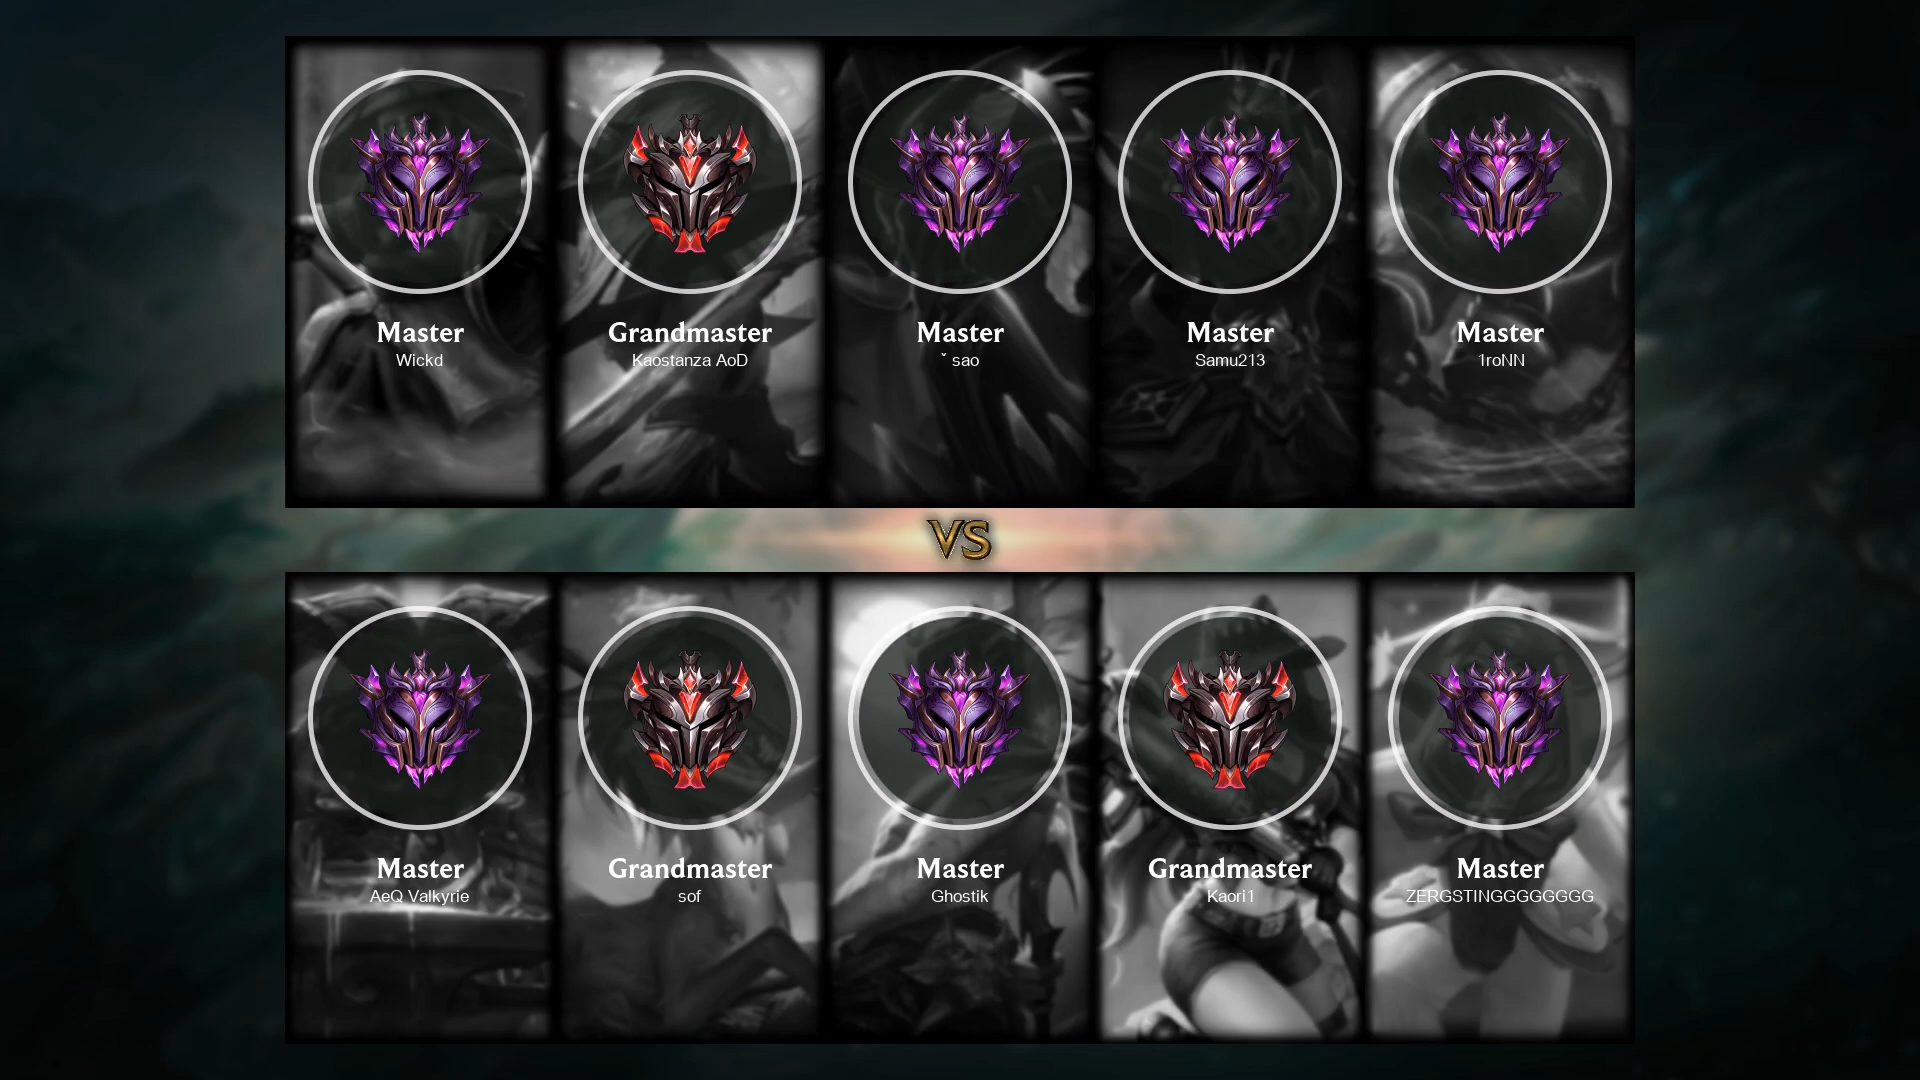 Master
Wickd
Grandmaster
Kaostanza AoD
Master
ˇ sao
Master
Samu213
Master
1roNN
VS
Master
AeQ Valkyrie
Grandmaster
sof
Master
Ghostik
Grandmaster
Kaori1
Master
ZERGSTINGGGGGGGG